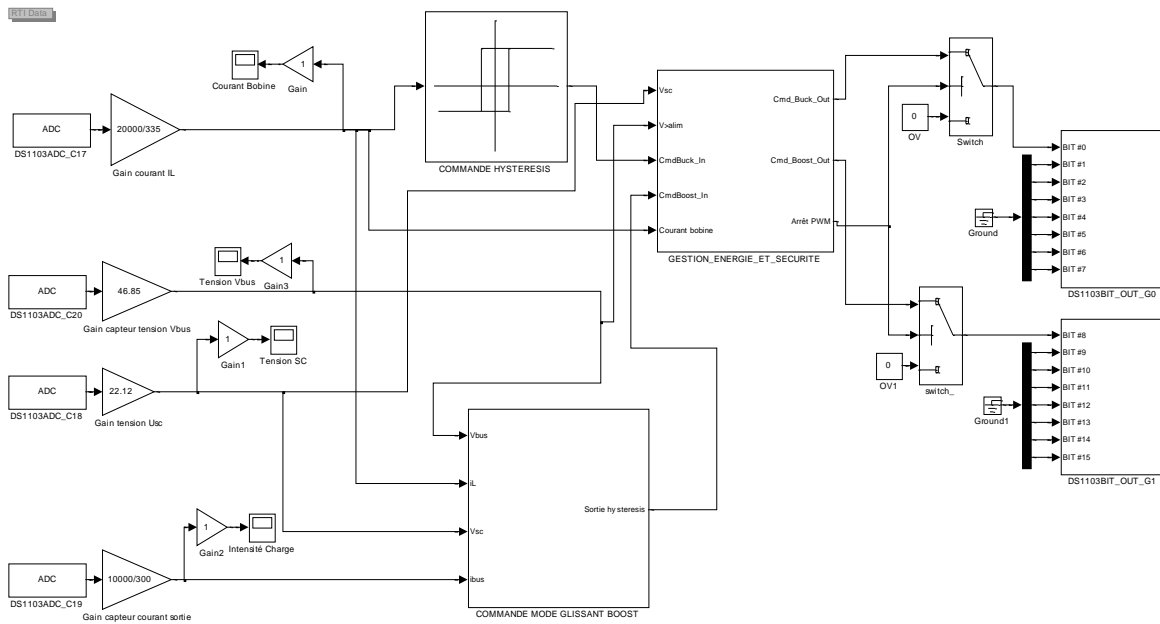 RTI Data
Courant Bobine
1
Gain
ADC
DS1103ADC_C17
20000/335
Gain courant IL
COMMANDE HYSTERESIS
Vsc
V>alim
CmdBuck_In
CmdBoost_In
Courant bobine
Cmd_Buck_Out
Cmd_Boost_Out
Arrêt PWM
GESTION_ENERGIE_ET_SECURITE
0
OV
Switch
BIT #0
BIT #1
BIT #2
BIT #3
BIT #4
BIT #5
BIT #6
BIT #7
DS1103BIT_OUT_G0
Ground
Tension Vbus
1
Gain3
ADC
DS1103ADC_C20
46.85
Gain capteur tension Vbus
1
Gain1
Tension SC
ADC
DS1103ADC_C18
22.12
Gain tension Usc
0
OV1
switch_
BIT #8
BIT #9
BIT #10
BIT #11
BIT #12
BIT #13
BIT #14
BIT #15
DS1103BIT_OUT_G1
Ground1
Vbus
iL
Vsc
ibus
Sortie hysteresis
COMMANDE MODE GLISSANT BOOST
1
Gain2
Intensité Charge
ADC
DS1103ADC_C19
10000/300
Gain capteur courant sortie